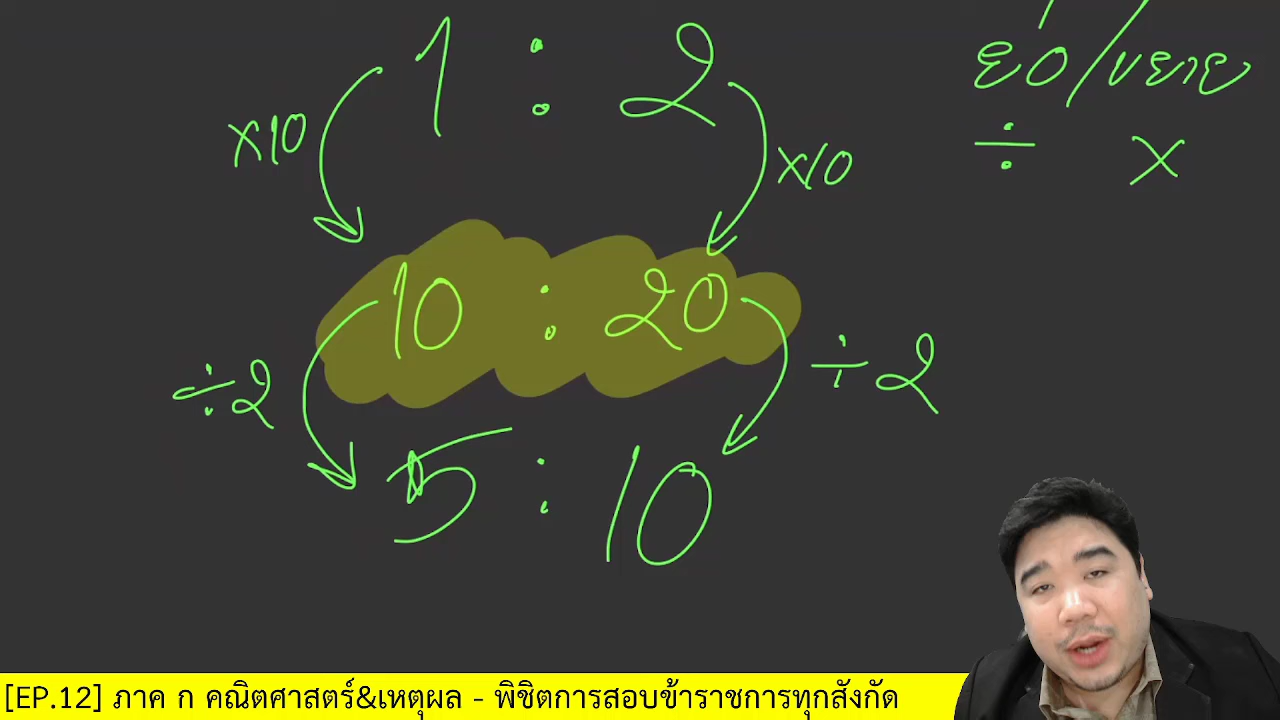 1 : 2
ย่อ/ขยาย
÷ ×
×10 ×10
10 : 20
÷2 ÷2
5 : 10
[EP.12] ภาค ก คณิตศาสตร์&เหตุผล - พิชิตการสอบข้าราชการทุกสังกัด